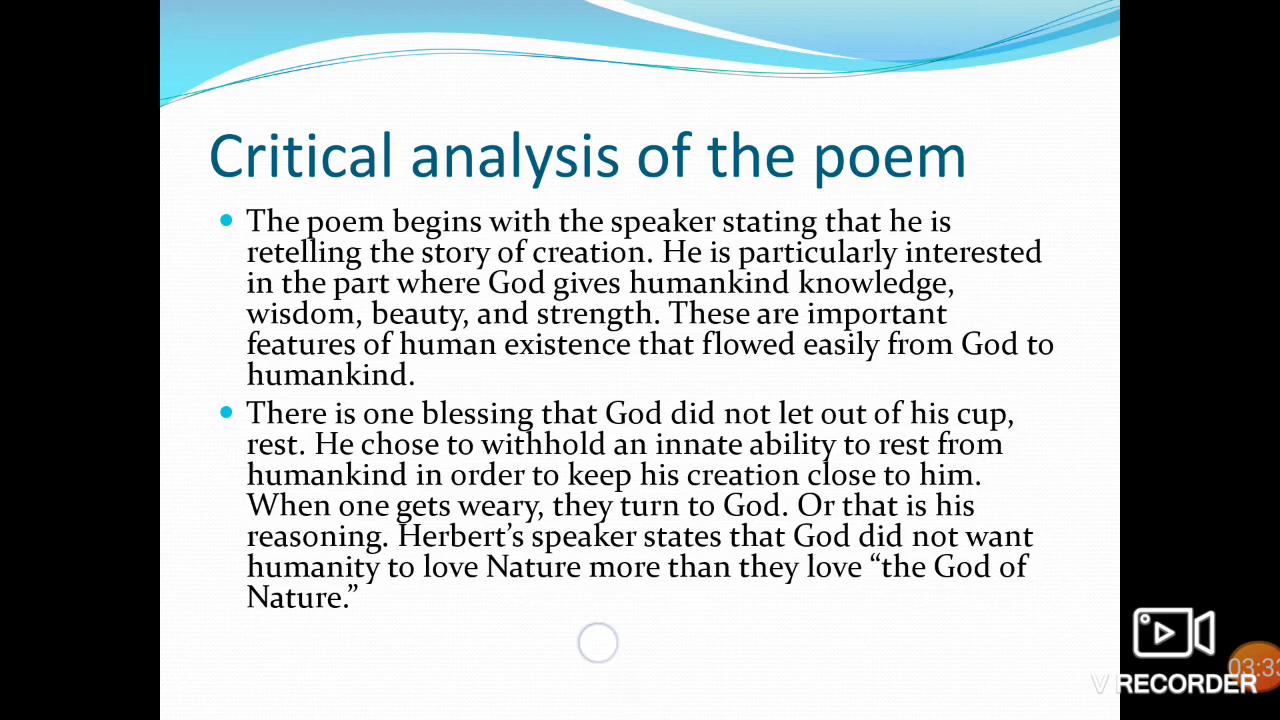 Critical analysis of the poem
The poem begins with the speaker stating that he is
retelling the story of creation. He is particularly interested
in the part where God gives humankind knowledge,
wisdom, beauty, and strength. These are important
features of human existence that flowed easily from God to
humankind.
There is one blessing that God did not let out of his cup,
rest. He chose to withhold an innate ability to rest from
humankind in order to keep his creation close to him.
When one gets weary, they turn to God. Or that is his
reasoning. Herbert’s speaker states that God did not want
humanity to love Nature more than they love “the God of
Nature.”
03:33
V RECORDER